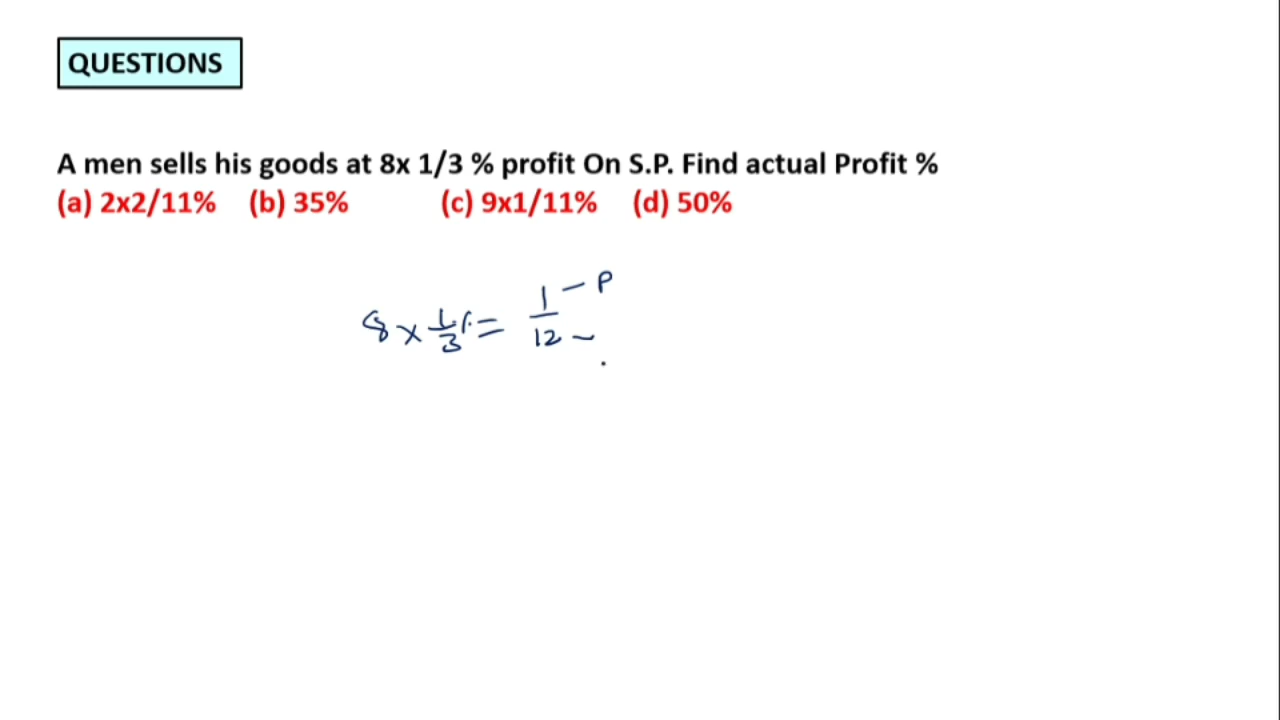 QUESTIONS
A men sells his goods at 8x 1/3 % profit On S.P. Find actual Profit %
(a) 2x2/11% (b) 35% (c) 9x1/11% (d) 50%
8 × 1/3 % = 1/12 – P